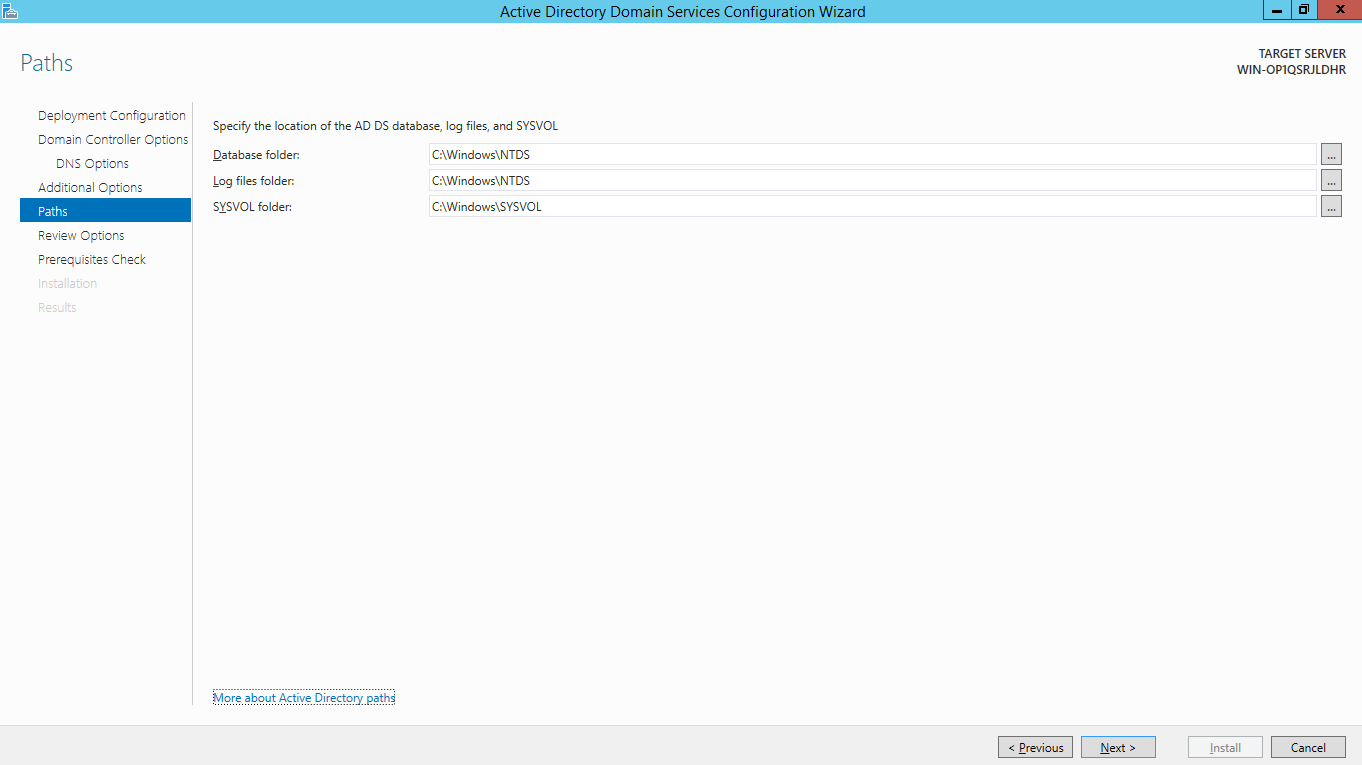 Active Directory Domain Services Configuration Wizard
Paths
TARGET SERVER
WIN-OP1QSRJLDHR
Deployment Configuration
Domain Controller Options
DNS Options
Additional Options
Paths
Review Options
Prerequisites Check
Installation
Results
Specify the location of the AD DS database, log files, and SYSVOL
Database folder: C:\Windows\NTDS ...
Log files folder: C:\Windows\NTDS ...
SYSVOL folder: C:\Windows\SYSVOL ...
More about Active Directory paths
< Previous Next > Install Cancel